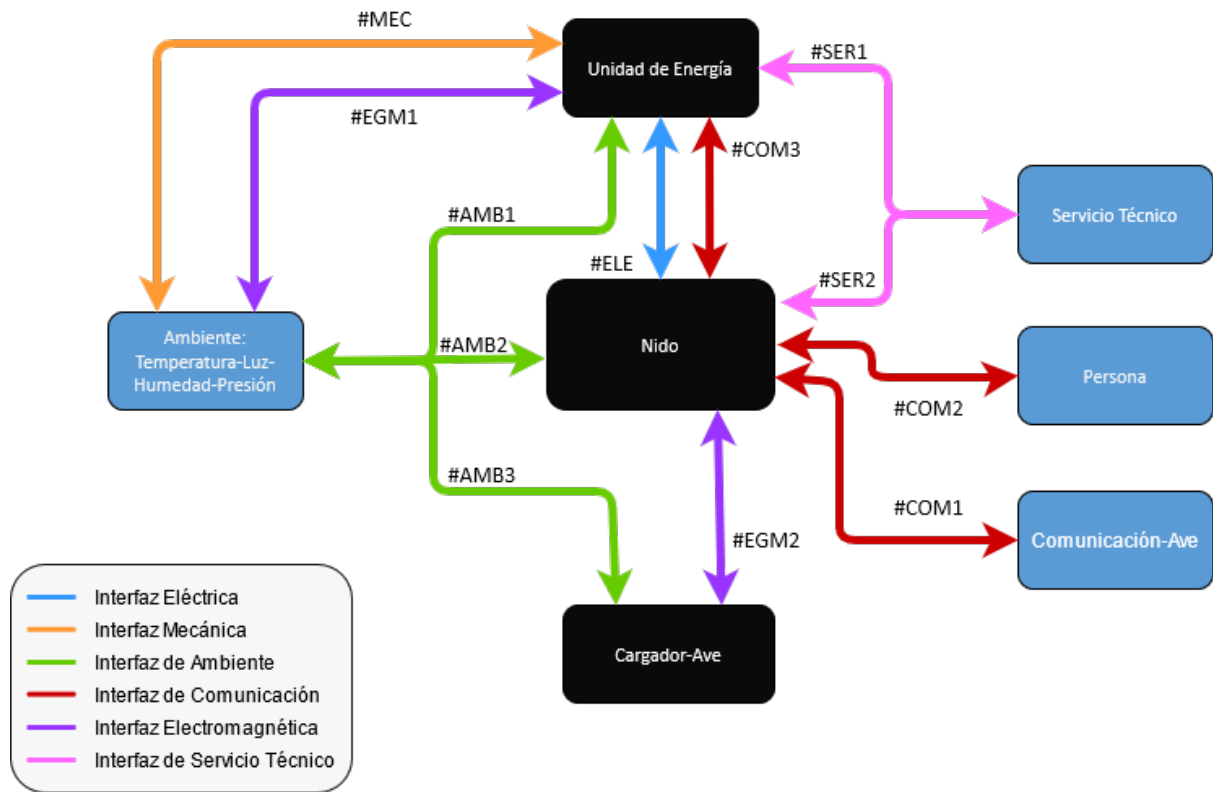 #MEC
Unidad de Energía
#SER1
#EGM1
#COM3
#AMB1
Servicio Técnico
#ELE
#SER2
Ambiente:
Temperatura-Luz-
Humedad-Presión
#AMB2
Nido
Persona
#COM2
#AMB3
#COM1
#EGM2
Comunicación-Ave
Cargador-Ave
Interfaz Eléctrica
Interfaz Mecánica
Interfaz de Ambiente
Interfaz de Comunicación
Interfaz Electromagnética
Interfaz de Servicio Técnico